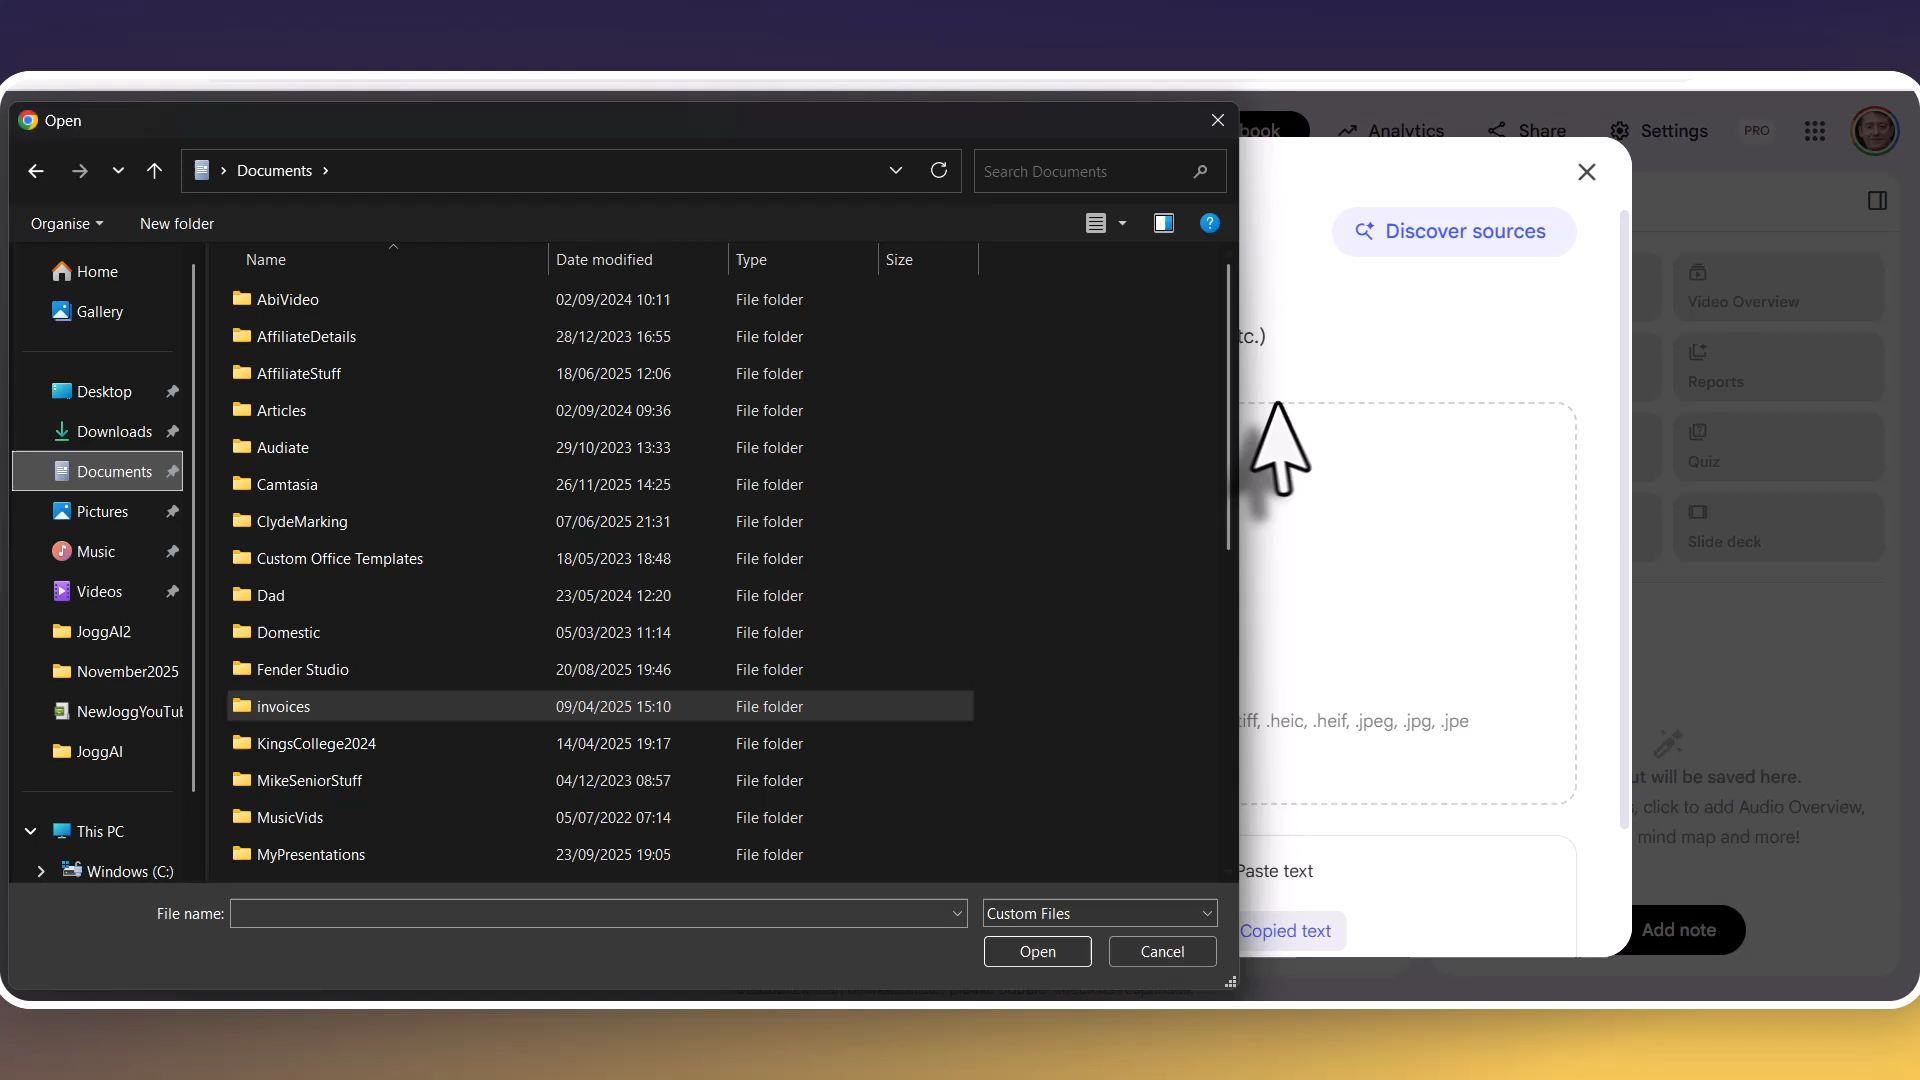 Open
Documents
Search Documents
Organise
New folder
Home
Gallery
Desktop
Downloads
Documents
Pictures
Music
Videos
JoggAI2
November2025
NewJoggYouTub
JoggAI
This PC
Windows (C:)
Name Date modified Type Size
AbiVideo 02/09/2024 10:11 File folder
AffiliateDetails 28/12/2023 16:55 File folder
AffiliateStuff 18/06/2025 12:06 File folder
Articles 02/09/2024 09:36 File folder
Audiate 29/10/2023 13:33 File folder
Camtasia 26/11/2025 14:25 File folder
ClydeMarking 07/06/2025 21:31 File folder
Custom Office Templates 18/05/2023 18:48 File folder
Dad 23/05/2024 12:20 File folder
Domestic 05/03/2023 11:14 File folder
Fender Studio 20/08/2025 19:46 File folder
invoices 09/04/2025 15:10 File folder
KingsCollege2024 14/04/2025 19:17 File folder
MikeSeniorStuff 04/12/2023 08:57 File folder
MusicVids 05/07/2022 07:14 File folder
MyPresentations 23/09/2025 19:05 File folder
File name:
Custom Files
Open Cancel
book Analytics Share Settings PRO
Discover sources
tc.)
tiff, .heic, .heif, .jpeg, .jpg, .jpe
Paste text
Copied text
Video Overview
Reports
Quiz
Slide deck
ut will be saved here.
, click to add Audio Overview,
mind map and more!
Add note